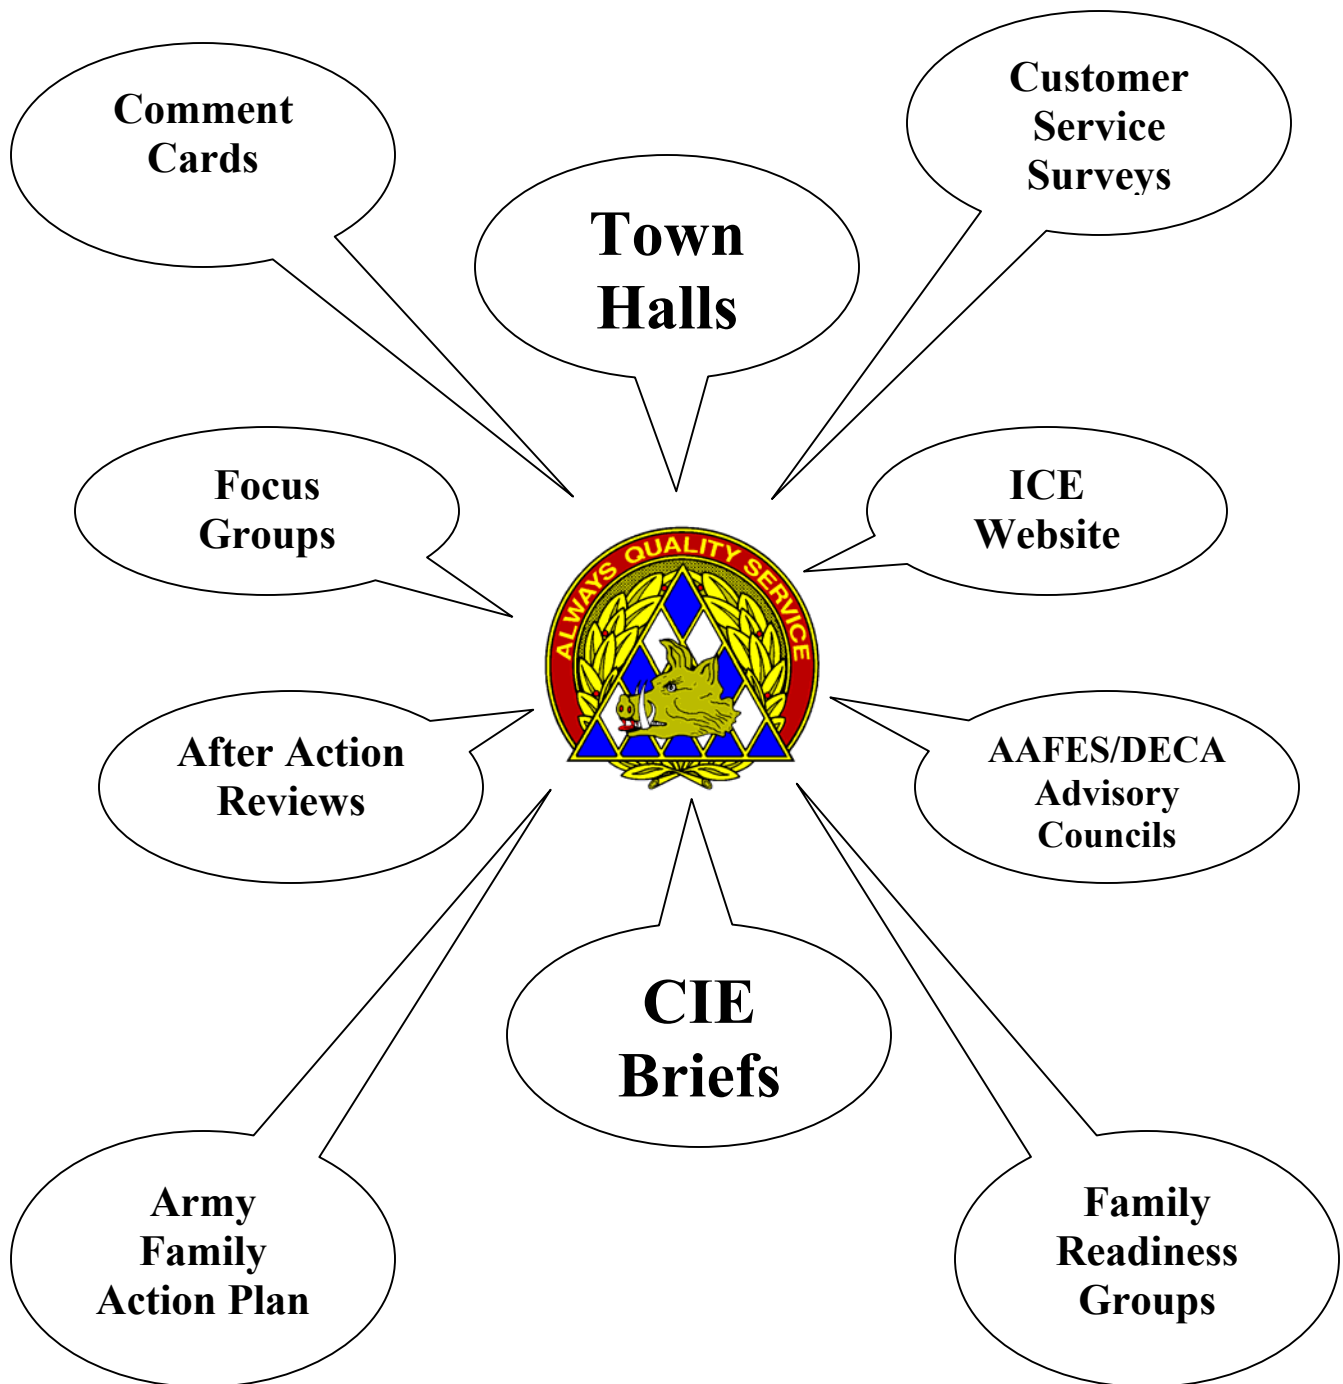 Comment
Cards
Customer
Service
Surveys
Town
Halls
Focus
Groups
ICE
Website
ALWAYS QUALITY SERVICE
After Action
Reviews
AAFES/DECA
Advisory
Councils
CIE
Briefs
Army
Family
Action Plan
Family
Readiness
Groups